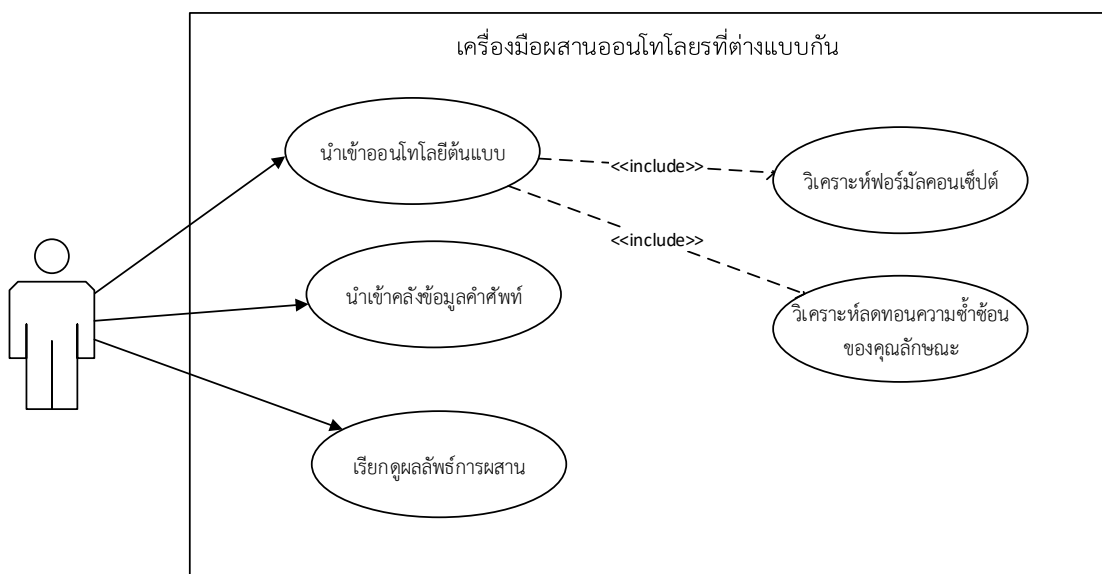 เครื่องมือผสานออนโทโลยรที่ต่างแบบกัน
นำเข้าออนโทโลยีต้นแบบ
<<include>>
วิเคราะห์ฟอร์มัลคอนเซ็ปต์
<<include>>
นำเข้าคลังข้อมูลคำศัพท์
วิเคราะห์ลดทอนความซ้ำซ้อน
ของคุณลักษณะ
เรียกดูผลลัพธ์การผสาน